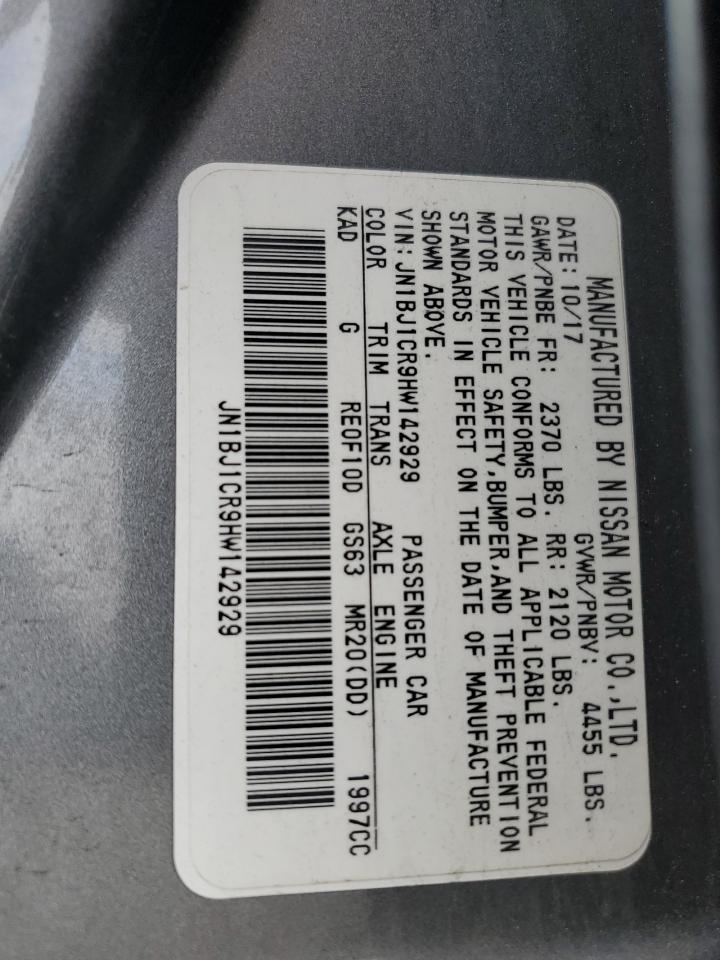 MANUFACTURED BY NISSAN MOTOR CO.,LTD.
DATE: 10/17 GVWR/PNBV: 4455 LBS.
GAWR/PNBE FR: 2370 LBS. RR: 2120 LBS.
THIS VEHICLE CONFORMS TO ALL APPLICABLE FEDERAL
MOTOR VEHICLE SAFETY,BUMPER,AND THEFT PREVENTION
STANDARDS IN EFFECT ON THE DATE OF MANUFACTURE
SHOWN ABOVE.
VIN:JN1BJ1CR9HW142929 PASSENGER CAR
COLOR TRIM TRANS AXLE ENGINE
KAD G RE0F10D GS63 MR20(DD) 1997CC
JN1BJ1CR9HW142929